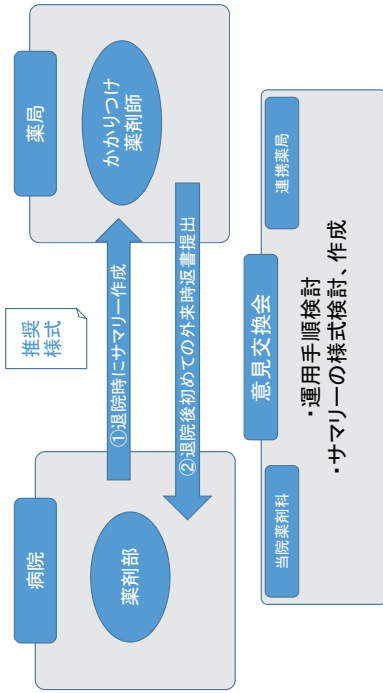 病院
薬剤部
推奨
様式
①退院時にサマリー作成
②退院後初めての外来時返書提出
薬局
かかりつけ
薬剤師
意見交換会
当院薬剤科
連携薬局
・運用手順検討
・サマリーの様式検討、作成